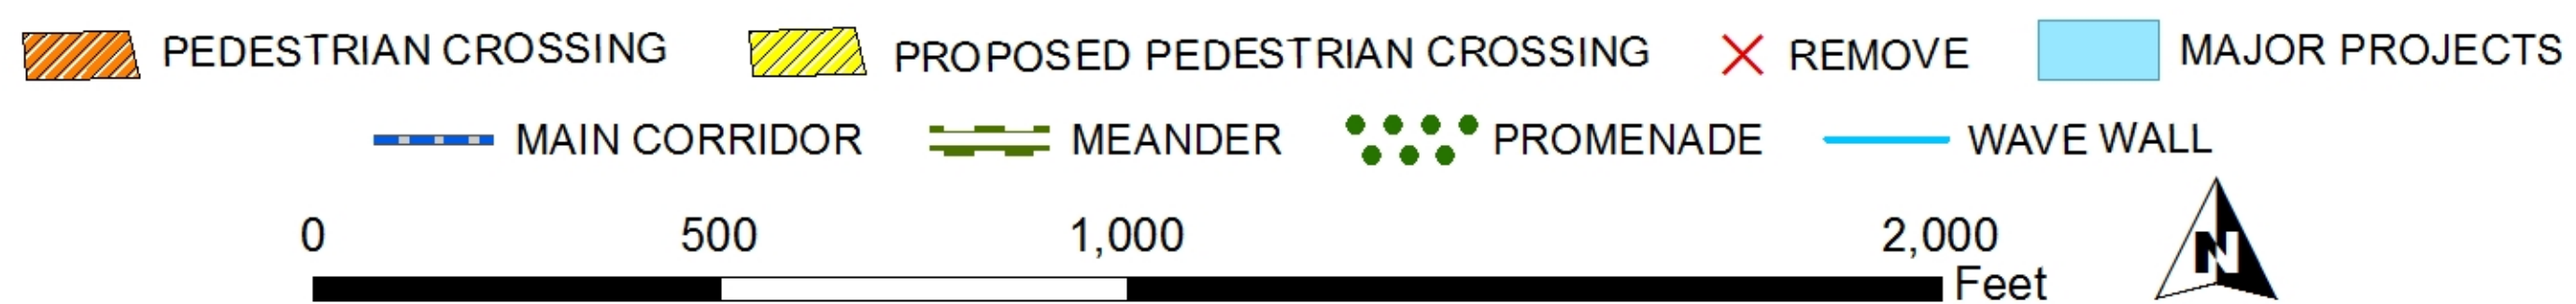 PEDESTRIAN CROSSING PROPOSED PEDESTRIAN CROSSING REMOVE MAJOR PROJECTS
MAIN CORRIDOR MEANDER PROMENADE WAVE WALL
0 500 1,000 2,000
Feet N